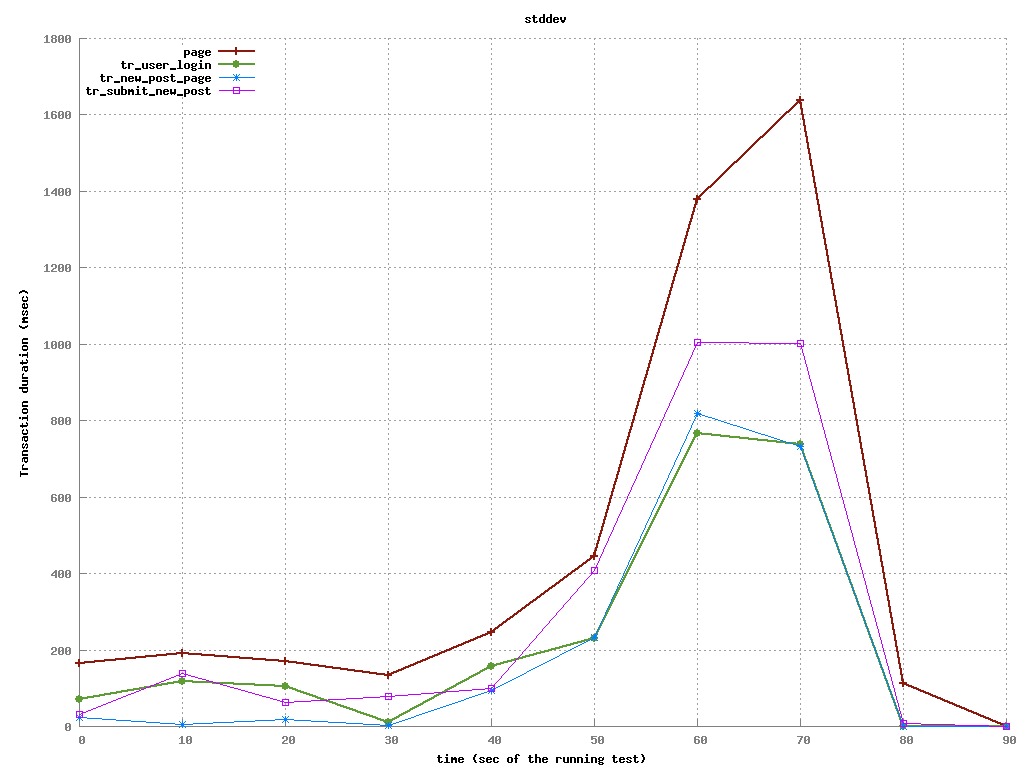 stddev
page
tr_user_login
tr_new_post_page
tr_submit_new_post
1800
1600
1400
1200
1000
800
600
400
200
0
Transaction duration (msec)
0 10 20 30 40 50 60 70 80 90
time (sec of the running test)